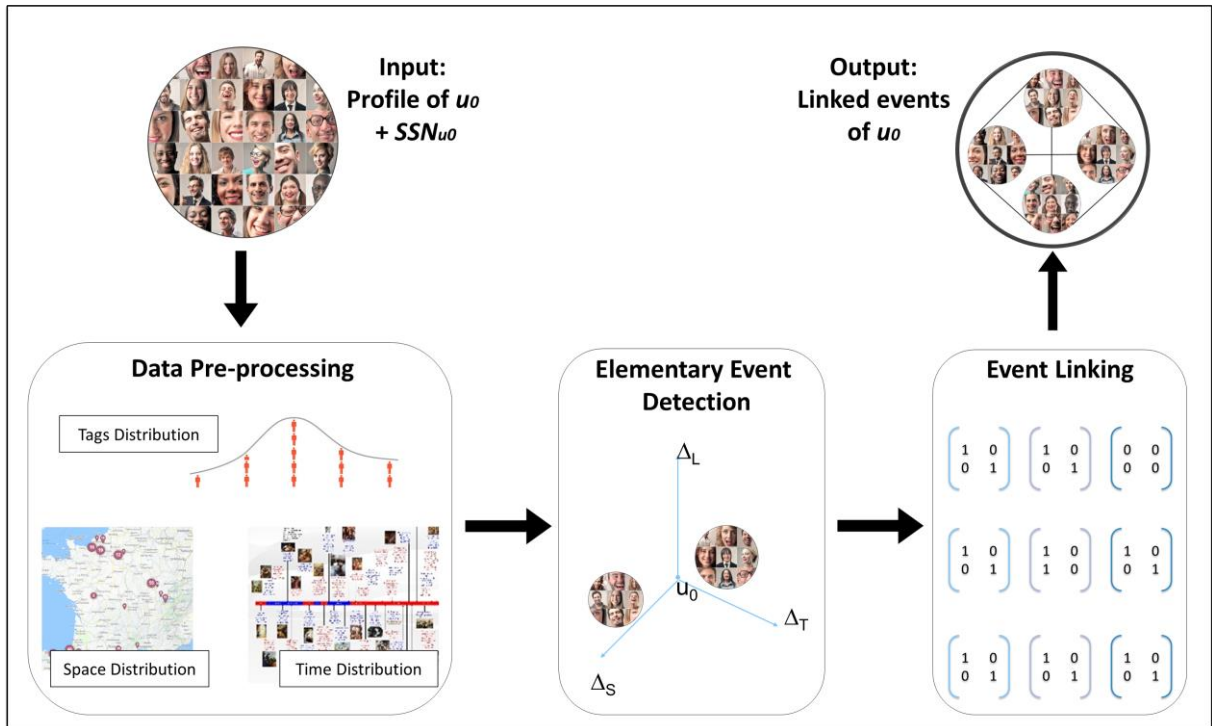 Input:
Profile of u0
+ SSNu0
Output:
Linked events
of u0
Data Pre-processing
Tags Distribution
Space Distribution
Time Distribution
Elementary Event
Detection
ΔL
u0
ΔT
ΔS
Event Linking
1 0 1 0 0 0
0 1 0 1 0 0
1 0 1 0 1 0
0 1 1 0 0 1
1 0 1 0 1 0
0 1 0 1 0 1